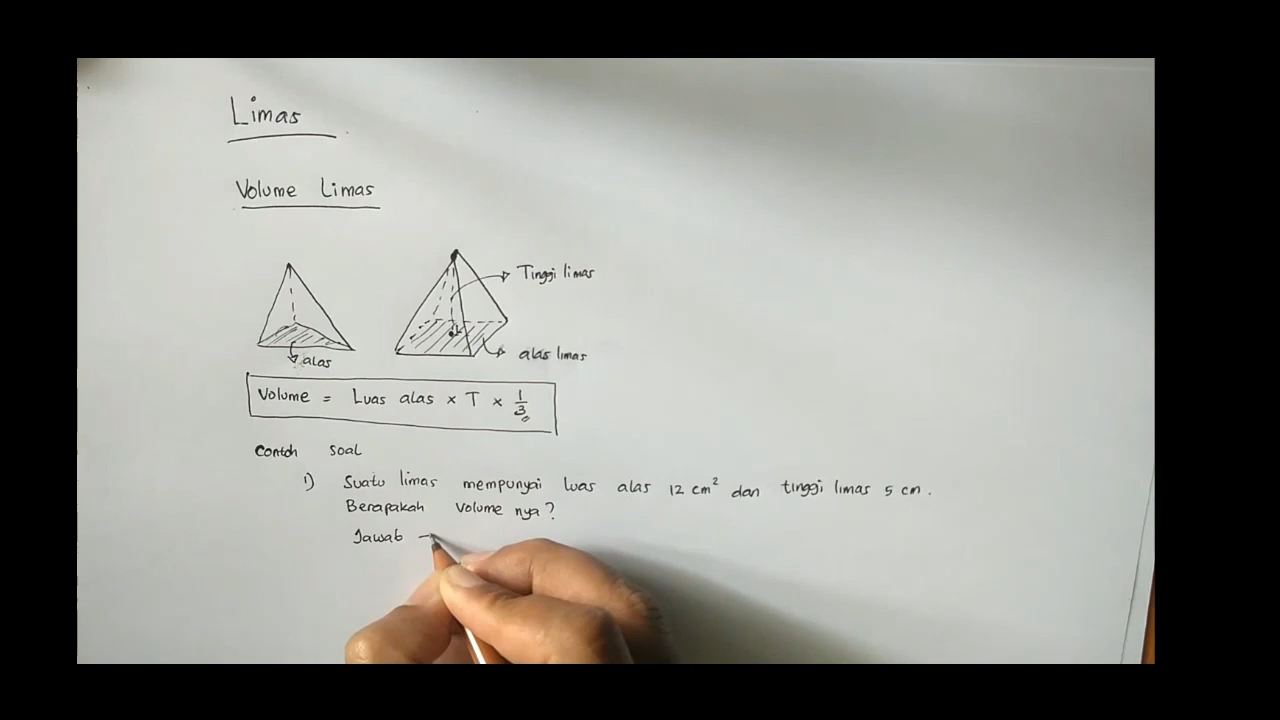 Limas
Volume Limas
Tinggi limas
alas limas
alas
Volume = Luas alas × T × 1/3
Contoh soal
1) Suatu limas mempunyai luas alas 12 cm² dan tinggi limas 5 cm.
Berapakah Volume nya?
Jawab